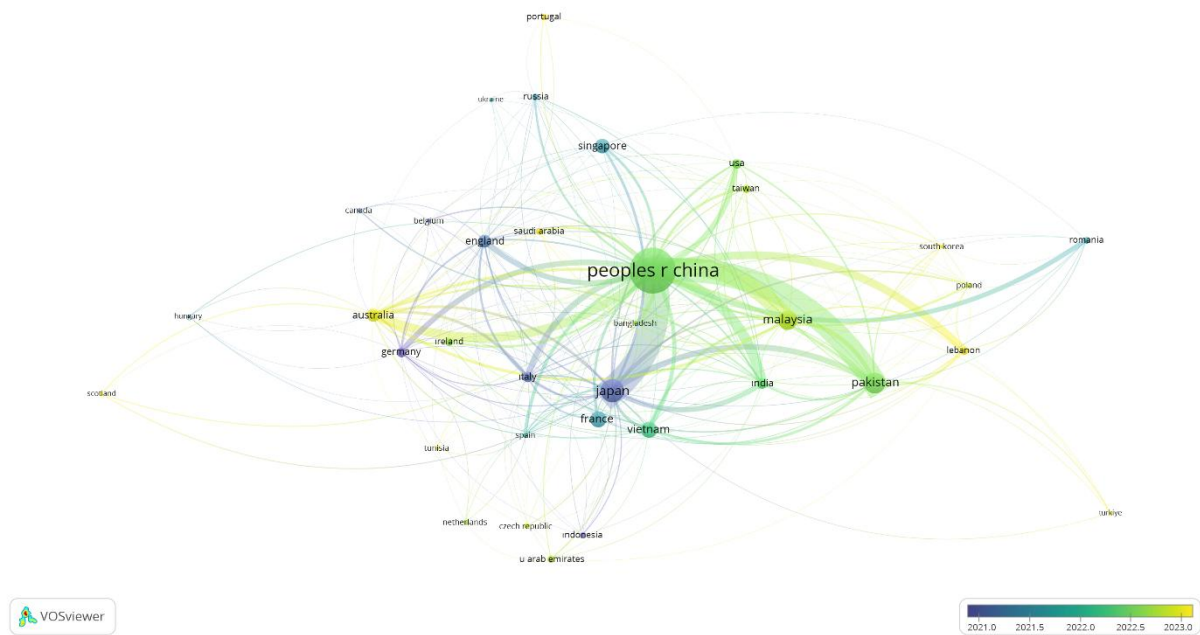 portugal
ukraine
russia
singapore
usa
taiwan
canada
belgium
england
saudi arabia
south korea
romania
peoples r china
poland
hungary
australia
bangladesh
malaysia
ireland
germany
lebanon
italy
japan
india
pakistan
scotland
france
vietnam
spain
tunisia
turkiye
netherlands
czech republic
indonesia
u arab emirates
VOSviewer
2021.0 2021.5 2022.0 2022.5 2023.0